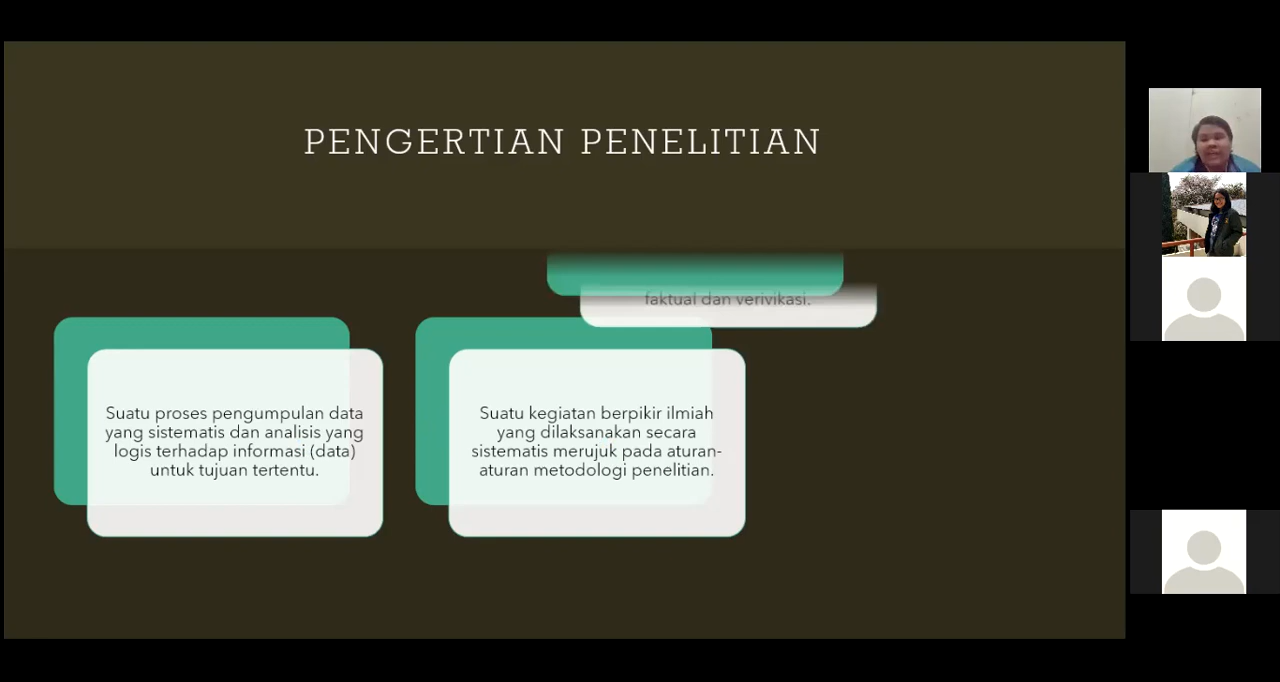 PENGERTIAN PENELITIAN
faktual dan verivikasi.
Suatu proses pengumpulan data
yang sistematis dan analisis yang
logis terhadap informasi (data)
untuk tujuan tertentu.
Suatu kegiatan berpikir ilmiah
yang dilaksanakan secara
sistematis merujuk pada aturan-
aturan metodologi penelitian.